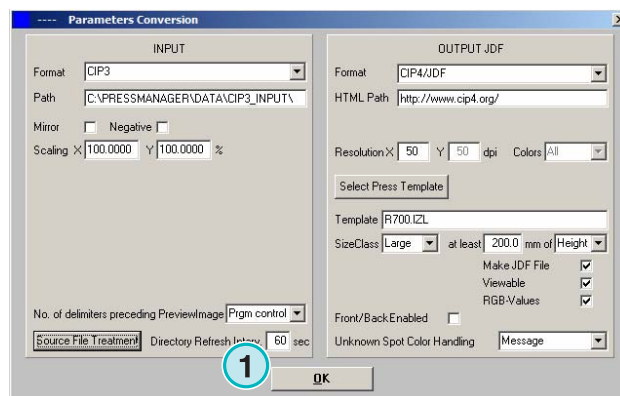 ---- Parameters Conversion
INPUT
Format CIP3
Path C:\PRESSMANAGER\DATA\CIP3_INPUT\
Mirror Negative
Scaling X 100.0000 Y 100.0000 %
No. of delimiters preceding PreviewImage Prgm control
Source File Treatment Directory Refresh Interv. 60 sec
OUTPUT JDF
Format CIP4/JDF
HTML Path http://www.cip4.org/
Resolution X 50 Y 50 dpi Colors All
Select Press Template
Template R700.IZL
SizeClass Large at least 200.0 mm of Height
Make JDF File
Viewable
RGB-Values
Front/Back Enabled
Unknown Spot Color Handling Message
1
OK